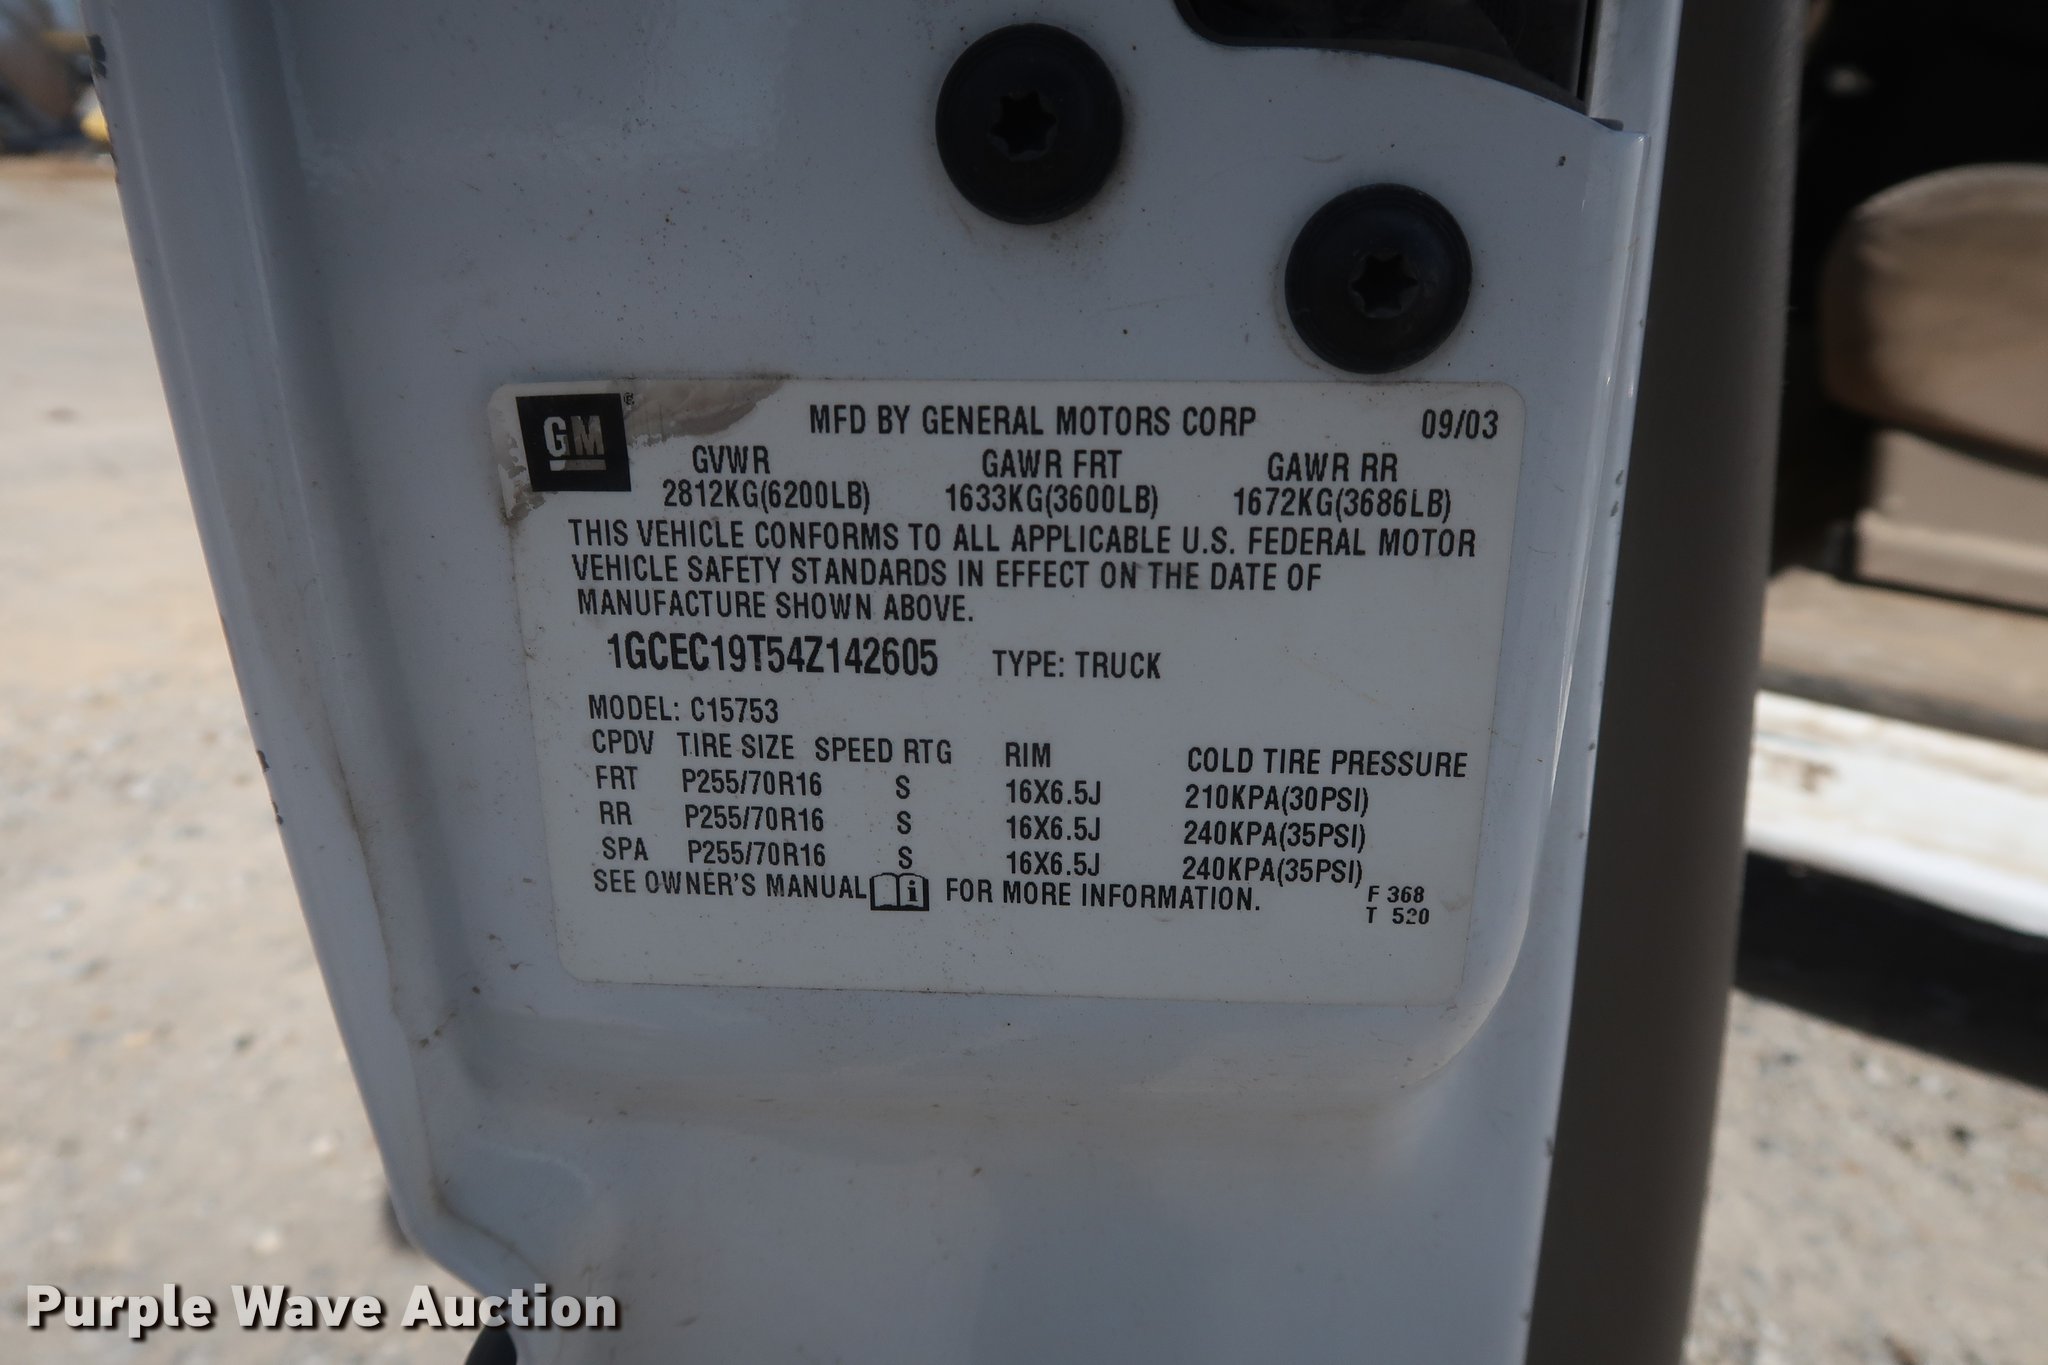 GM
MFD BY GENERAL MOTORS CORP 09/03
GVWR GAWR FRT GAWR RR
2812KG(6200LB) 1633KG(3600LB) 1672KG(3686LB)
THIS VEHICLE CONFORMS TO ALL APPLICABLE U.S. FEDERAL MOTOR
VEHICLE SAFETY STANDARDS IN EFFECT ON THE DATE OF
MANUFACTURE SHOWN ABOVE.
1GCEC19T54Z142605 TYPE: TRUCK
MODEL: C15753
CPDV TIRE SIZE SPEED RTG RIM COLD TIRE PRESSURE
FRT P255/70R16 S 16X6.5J 210KPA(30PSI)
RR P255/70R16 S 16X6.5J 240KPA(35PSI)
SPA P255/70R16 S 16X6.5J 240KPA(35PSI)
SEE OWNER'S MANUAL i FOR MORE INFORMATION.
F 368
T 520
Purple Wave Auction